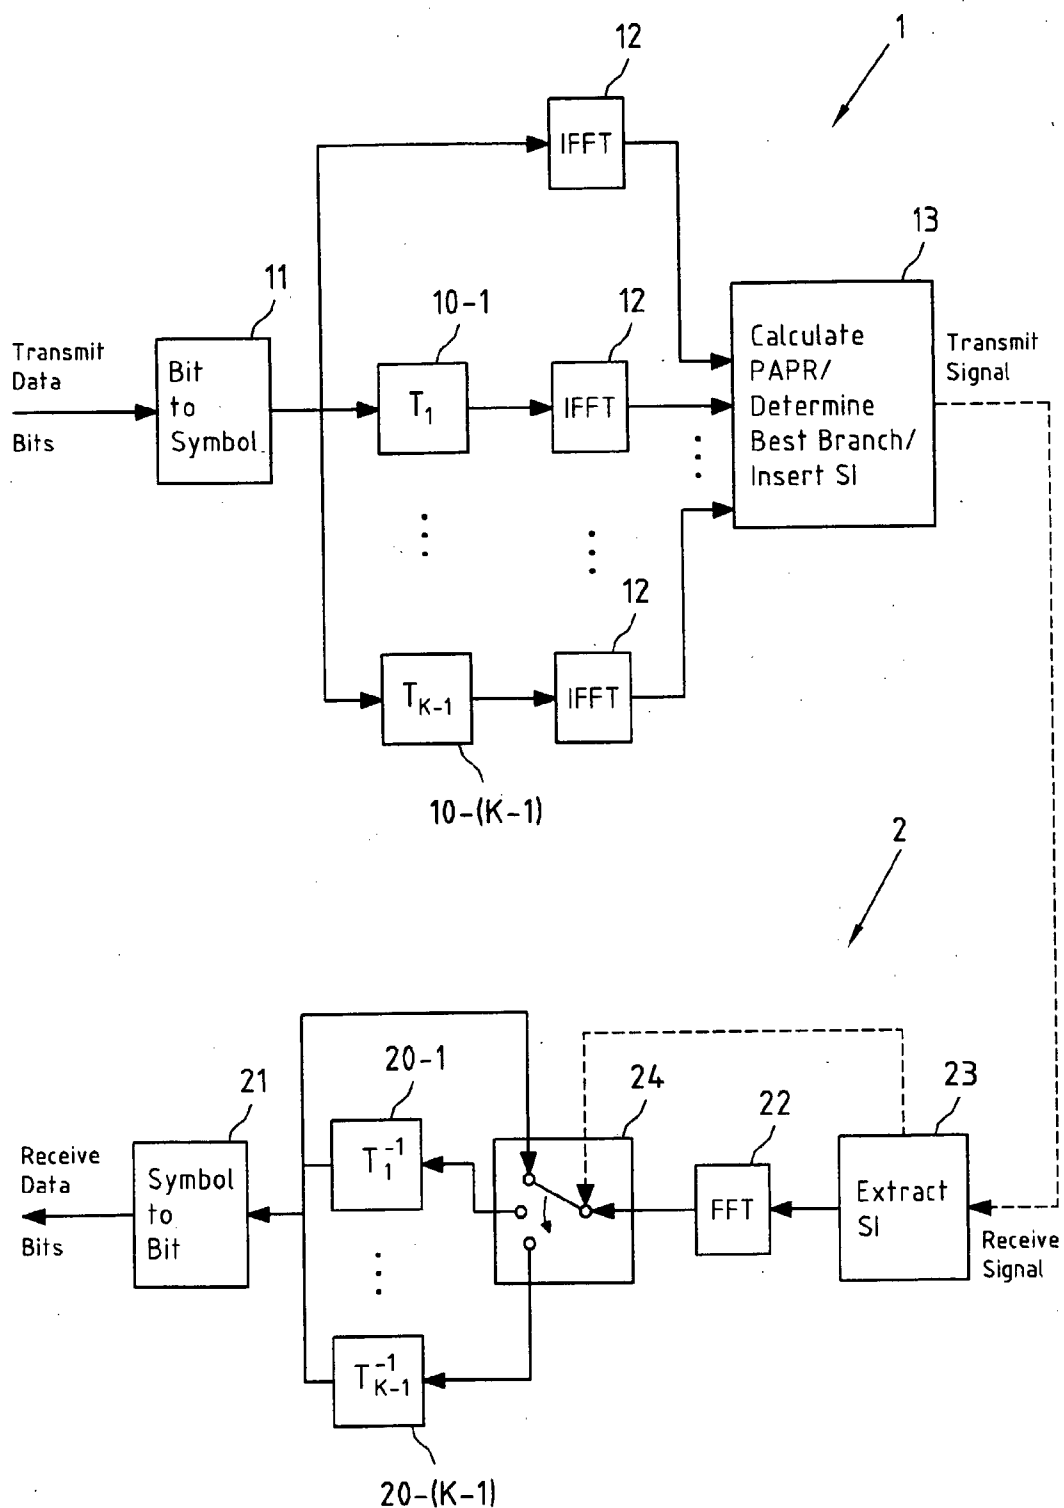 1
12
IFFT
13
11
10-1
12
Transmit
Data
Bits
Bit
to
Symbol
T₁
IFFT
Calculate
PAPR/
Determine
Best Branch/
Insert SI
Transmit
Signal
12
T_{K-1}
IFFT
10-(K-1)
2
20-1
24
23
21
22
Receive
Data
Bits
Symbol
to
Bit
T₁⁻¹
FFT
Extract
SI
Receive
Signal
T_{K-1}⁻¹
20-(K-1)